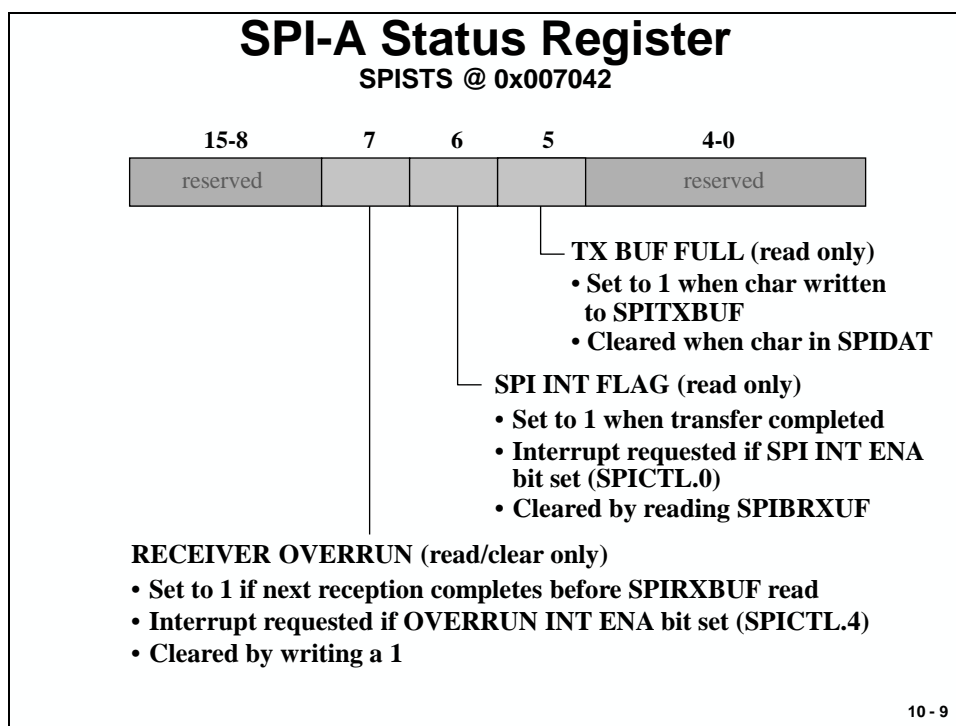 SPI-A Status Register
SPISTS @ 0x007042
15-8 7 6 5 4-0
reserved reserved
TX BUF FULL (read only)
• Set to 1 when char written
to SPITXBUF
• Cleared when char in SPIDAT
SPI INT FLAG (read only)
• Set to 1 when transfer completed
• Interrupt requested if SPI INT ENA
bit set (SPICTL.0)
• Cleared by reading SPIBRXUF
RECEIVER OVERRUN (read/clear only)
• Set to 1 if next reception completes before SPIRXBUF read
• Interrupt requested if OVERRUN INT ENA bit set (SPICTL.4)
• Cleared by writing a 1
10 - 9